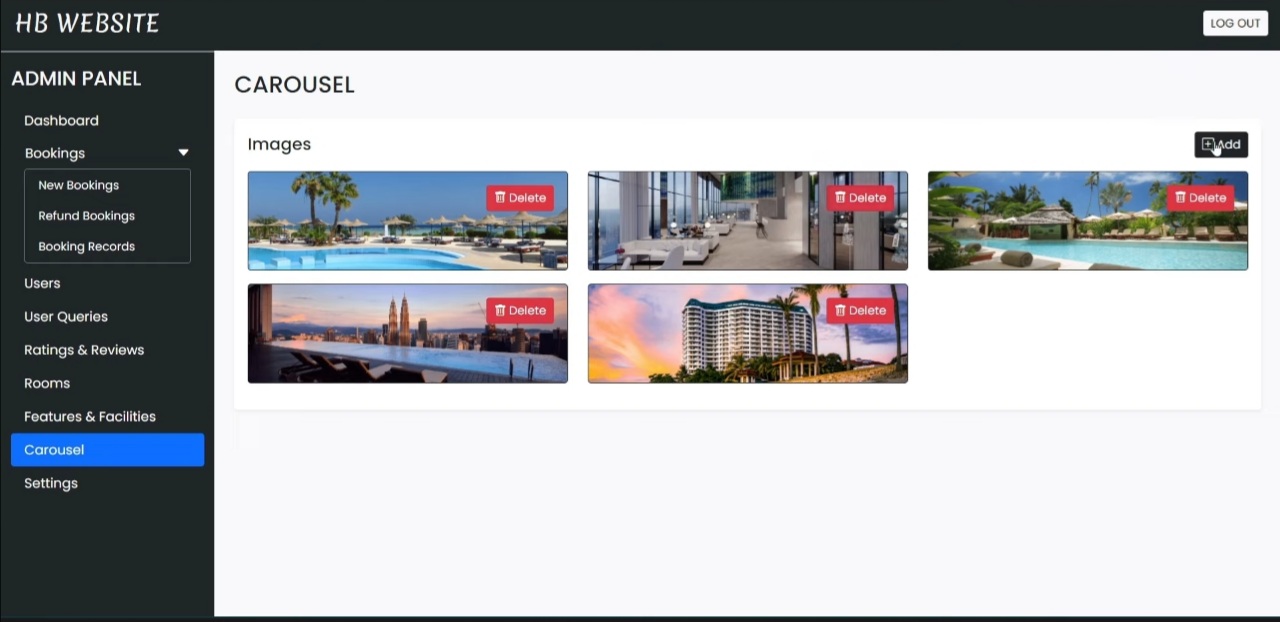 HB WEBSITE
LOG OUT
ADMIN PANEL
Dashboard
Bookings
New Bookings
Refund Bookings
Booking Records
Users
User Queries
Ratings & Reviews
Rooms
Features & Facilities
Carousel
Settings
CAROUSEL
Images
Add
Delete
Delete
Delete
Delete
Delete